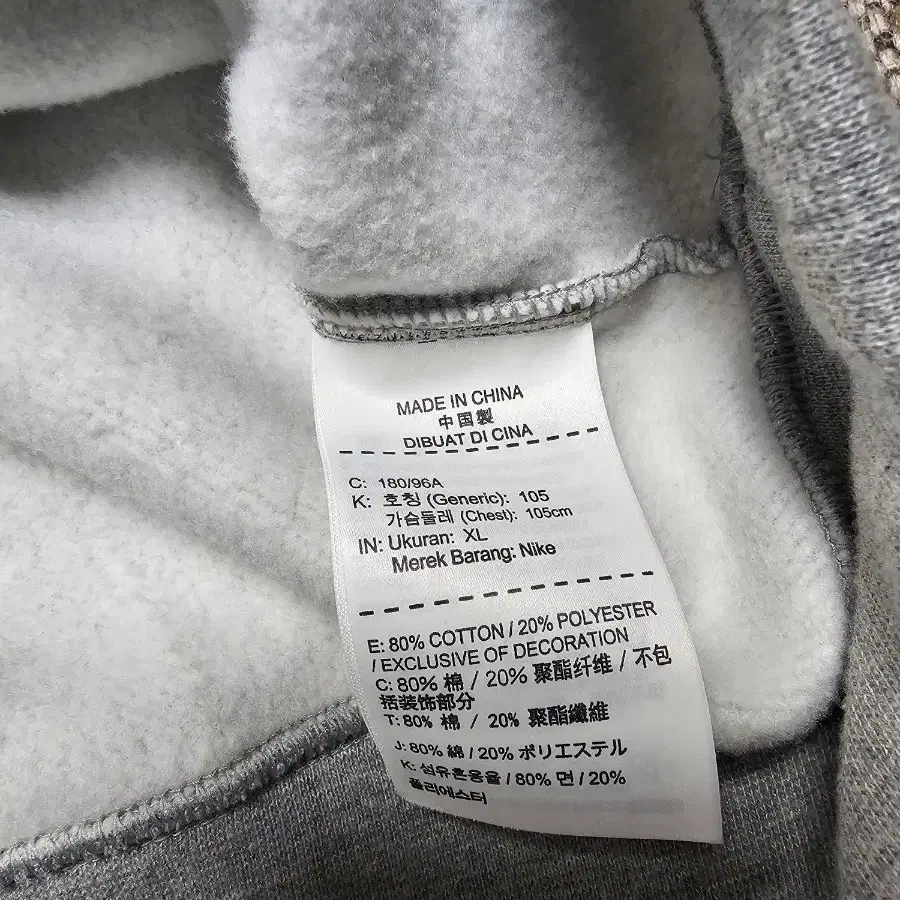 MADE IN CHINA
中国製
DIBUAT DI CINA
C: 180/96A
K: 호칭 (Generic): 105
가슴둘레 (Chest): 105cm
IN: Ukuran: XL
Merek Barang: Nike
E: 80% COTTON / 20% POLYESTER
/ EXCLUSIVE OF DECORATION
C: 80% 棉 / 20% 聚酯纤维 / 不包
括装饰部分
T: 80% 棉 / 20% 聚酯纖維
J: 80% 綿 / 20% ポリエステル
K: 섬유혼용율 / 80% 면 / 20%
폴리에스터